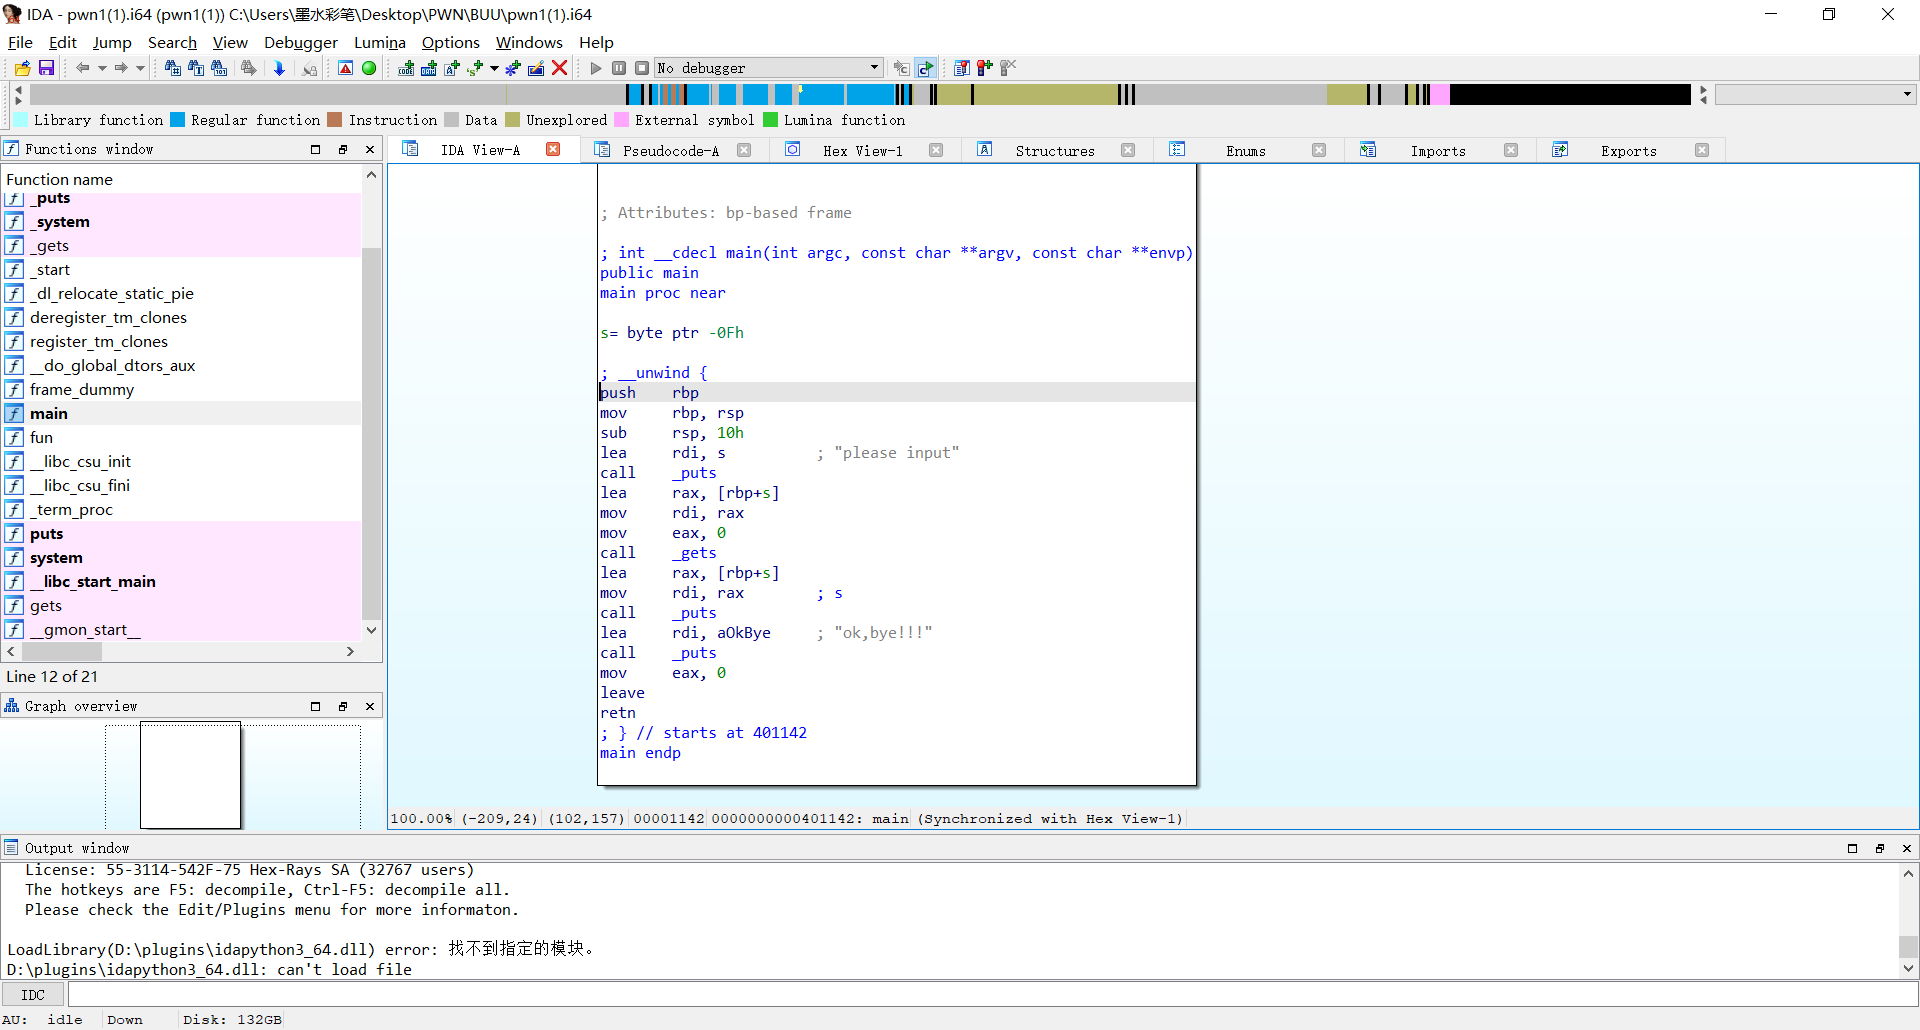 IDA - pwn1(1).i64 (pwn1(1)) C:\Users\墨水彩笔\Desktop\PWN\BUU\pwn1(1).i64
File Edit Jump Search View Debugger Lumina Options Windows Help
No debugger
Library function Regular function Instruction Data Unexplored External symbol Lumina function
Functions window
Function name
_puts
_system
_gets
_start
_dl_relocate_static_pie
deregister_tm_clones
register_tm_clones
__do_global_dtors_aux
frame_dummy
main
fun
__libc_csu_init
__libc_csu_fini
_term_proc
puts
system
__libc_start_main
gets
__gmon_start__
Line 12 of 21
Graph overview
IDA View-A Pseudocode-A Hex View-1 Structures Enums Imports Exports
; Attributes: bp-based frame
; int __cdecl main(int argc, const char **argv, const char **envp)
public main
main proc near
s= byte ptr -0Fh
; __unwind {
push rbp
mov rbp, rsp
sub rsp, 10h
lea rdi, s ; "please input"
call _puts
lea rax, [rbp+s]
mov rdi, rax
mov eax, 0
call _gets
lea rax, [rbp+s]
mov rdi, rax ; s
call _puts
lea rdi, aOkBye ; "ok,bye!!!"
call _puts
mov eax, 0
leave
retn
; } // starts at 401142
main endp
100.00% (-209,24) (102,157) 00001142 0000000000401142: main (Synchronized with Hex View-1)
Output window
License: 55-3114-542F-75 Hex-Rays SA (32767 users)
The hotkeys are F5: decompile, Ctrl-F5: decompile all.
Please check the Edit/Plugins menu for more informaton.
LoadLibrary(D:\plugins\idapython3_64.dll) error: 找不到指定的模块。
D:\plugins\idapython3_64.dll: can't load file
IDC
AU: idle Down Disk: 132GB